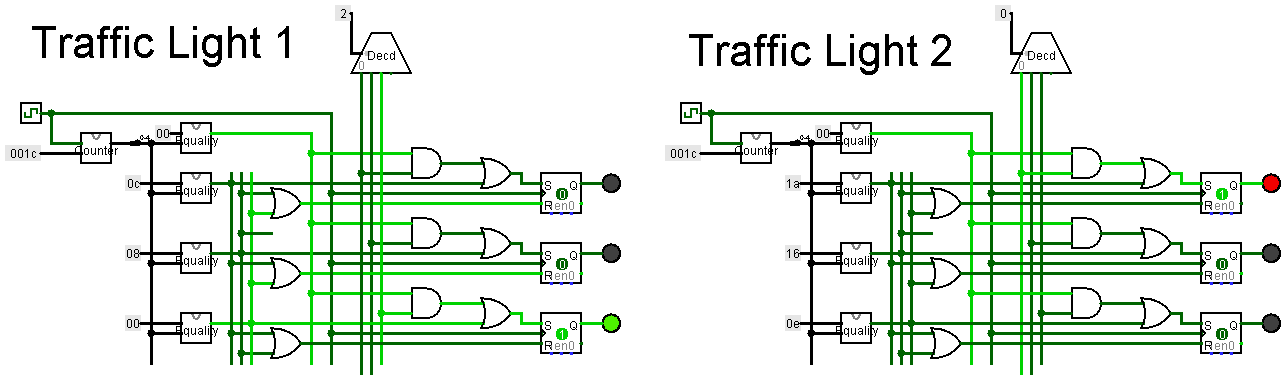 Traffic Light 1
2
Decd
0
001c
Counter
00
Equality
0c
Equality
S Q
0
R en0
08
Equality
S Q
0
R en0
00
Equality
S Q
1
R en0
Traffic Light 2
0
Decd
0
001c
Counter
00
Equality
1a
Equality
S Q
1
R en0
16
Equality
S Q
0
R en0
0e
Equality
S Q
0
R en0